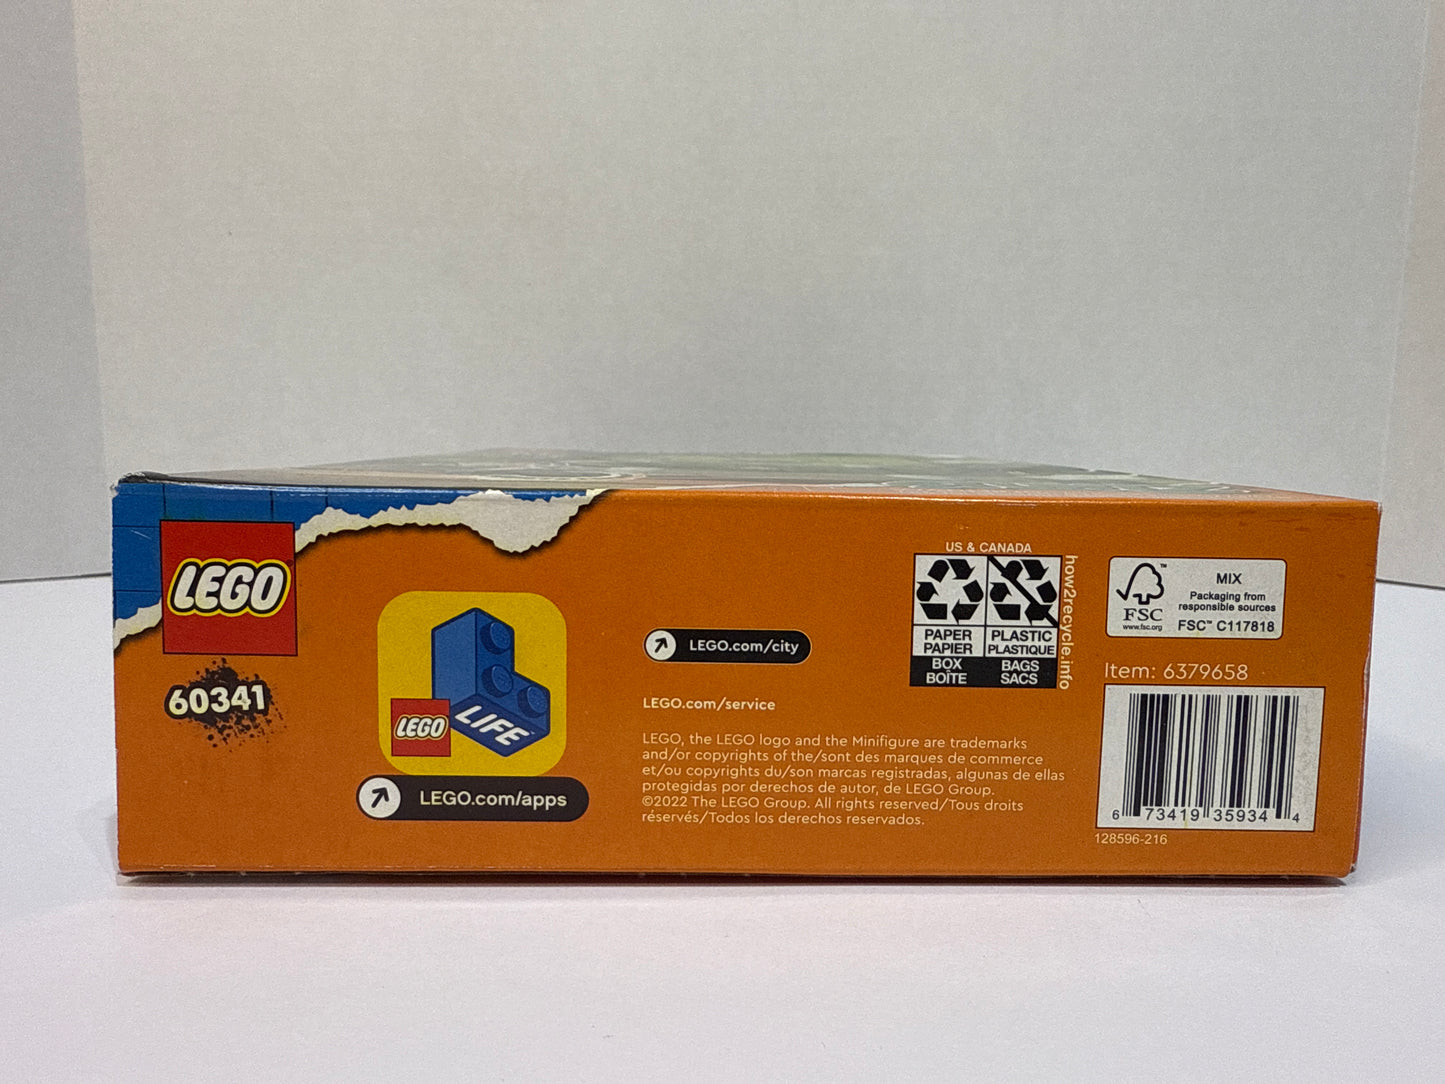 LEGO
60341
LEGO
LIFE
LEGO.com/apps
LEGO.com/city
LEGO.com/service
LEGO, the LEGO logo and the Minifigure are trademarks
and/or copyrights of the/sont des marques de commerce
et/ou copyrights du/son marcas registradas, algunas de ellas
protegidas por derechos de autor, de LEGO Group.
©2022 The LEGO Group. All rights reserved/Tous droits
réservés/Todos los derechos reservados.
US & CANADA
PAPER
PAPIER
BOX
BOÎTE
PLASTIC
PLASTIQUE
BAGS
SACS
how2recycle.info
FSC
www.fsc.org
MIX
Packaging from
responsible sources
FSC™ C117818
Item: 6379658
6 73419 35934 4
128596-216